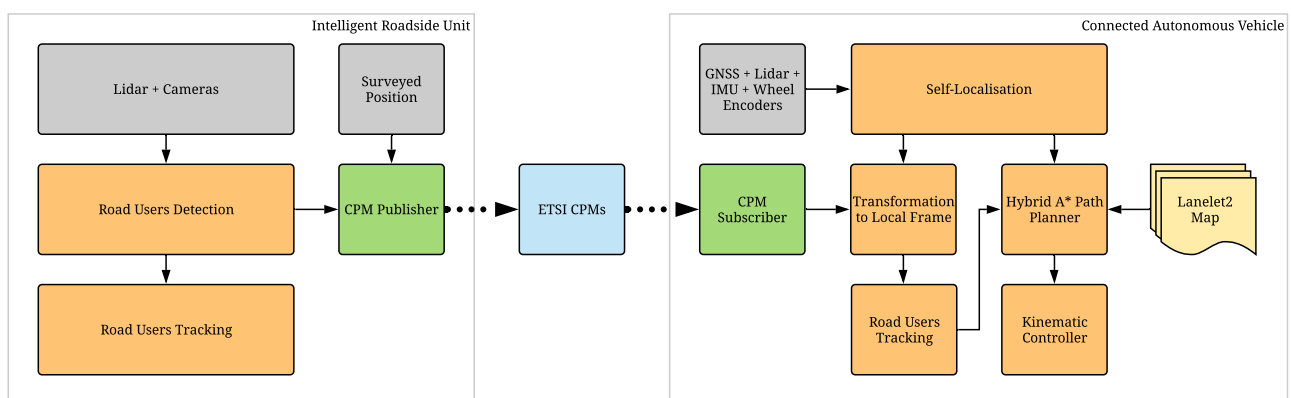 Intelligent Roadside Unit
Lidar + Cameras
Surveyed
Position
Road Users Detection
CPM Publisher
Road Users Tracking
ETSI CPMs
Connected Autonomous Vehicle
GNSS + Lidar +
IMU + Wheel
Encoders
Self-Localisation
CPM
Subscriber
Transformation
to Local Frame
Hybrid A* Path
Planner
Lanelet2
Map
Road Users
Tracking
Kinematic
Controller